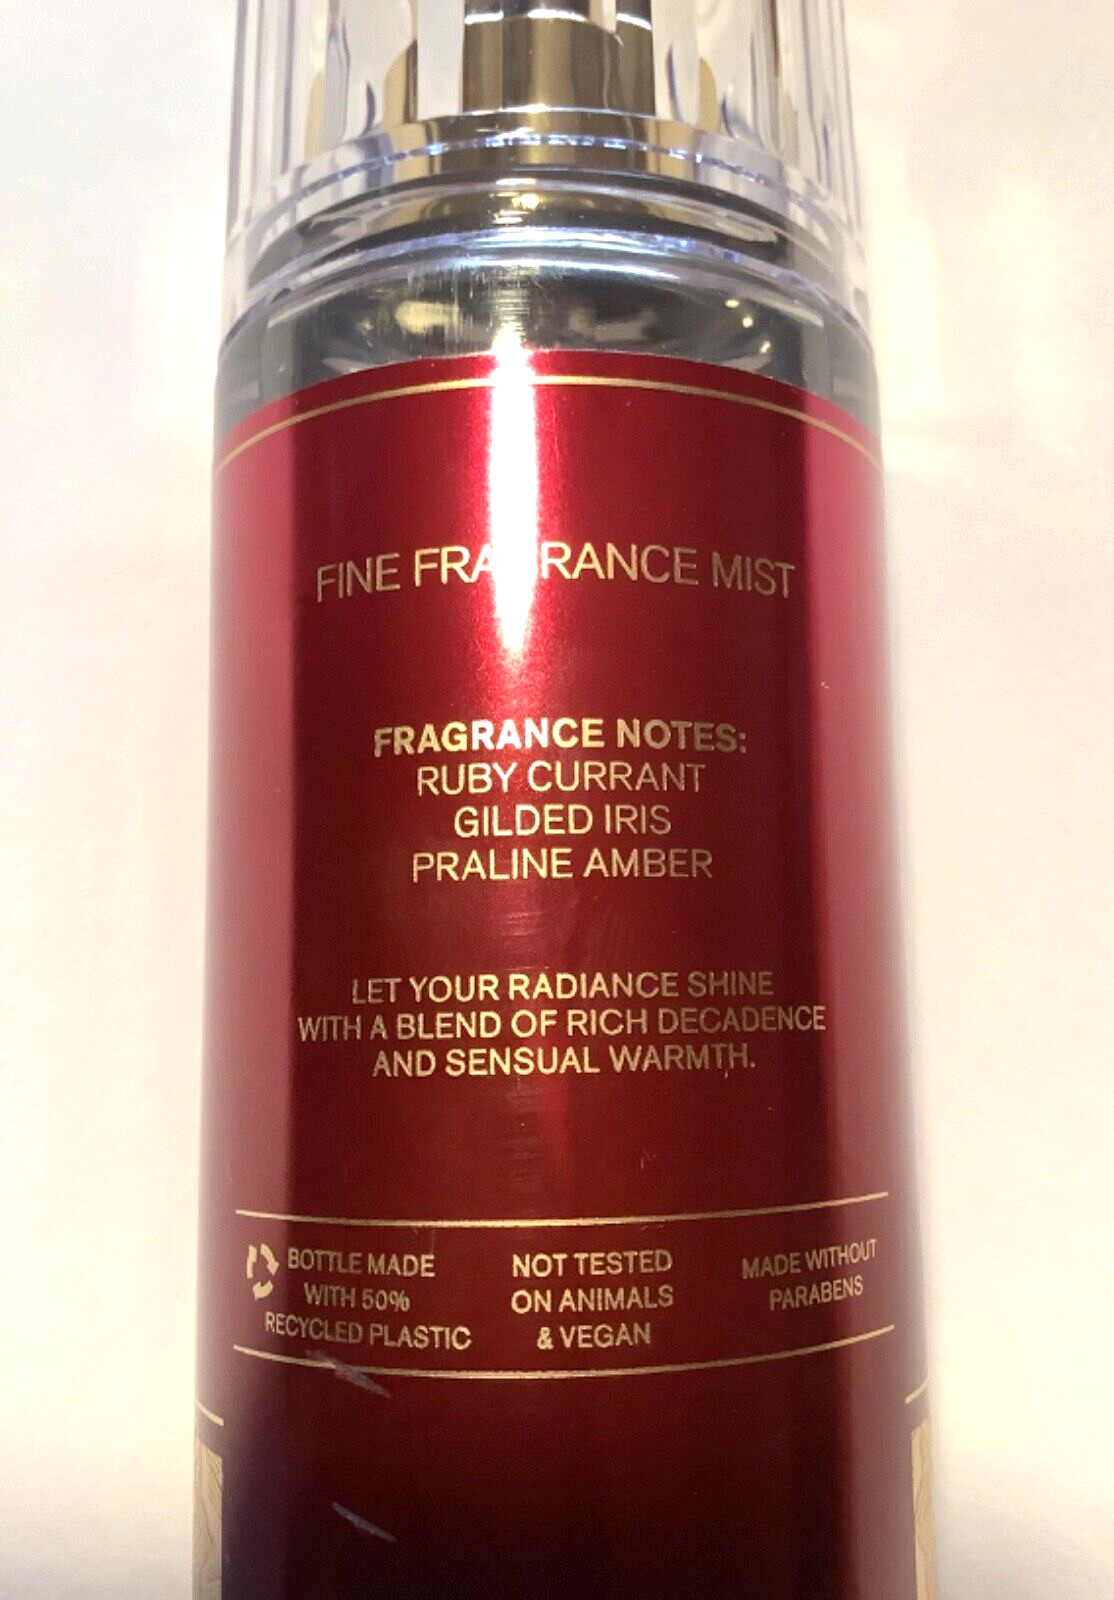 FINE FRAGRANCE MIST
FRAGRANCE NOTES:
RUBY CURRANT
GILDED IRIS
PRALINE AMBER
LET YOUR RADIANCE SHINE
WITH A BLEND OF RICH DECADENCE
AND SENSUAL WARMTH.
BOTTLE MADE
WITH 50%
RECYCLED PLASTIC
NOT TESTED
ON ANIMALS
& VEGAN
MADE WITHOUT
PARABENS